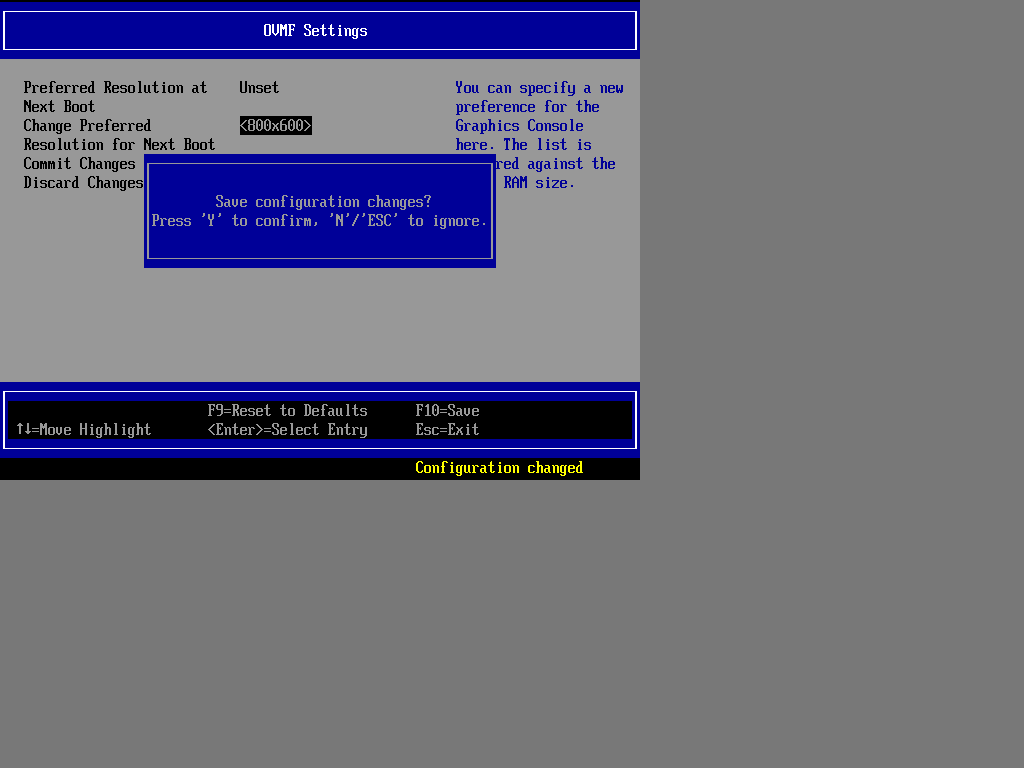 OVMF Settings
Preferred Resolution at Unset You can specify a new
Next Boot preference for the
Change Preferred <800x600> Graphics Console
Resolution for Next Boot here. The list is
Commit Changes red against the
Discard Changes RAM size.
Save configuration changes?
Press 'Y' to confirm, 'N'/'ESC' to ignore.
F9=Reset to Defaults F10=Save
↑↓=Move Highlight <Enter>=Select Entry Esc=Exit
Configuration changed